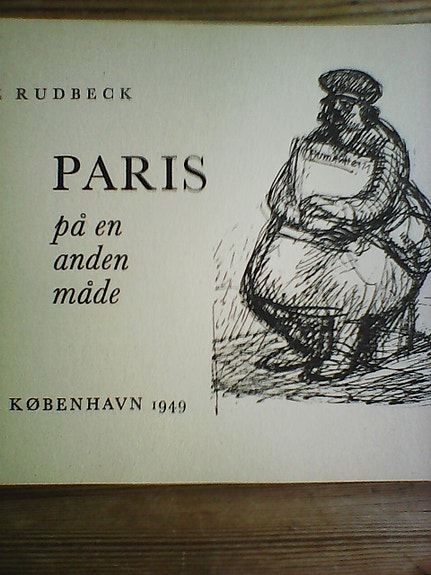 RUDBECK
PARIS
på en
anden
måde
KØBENHAVN 1949